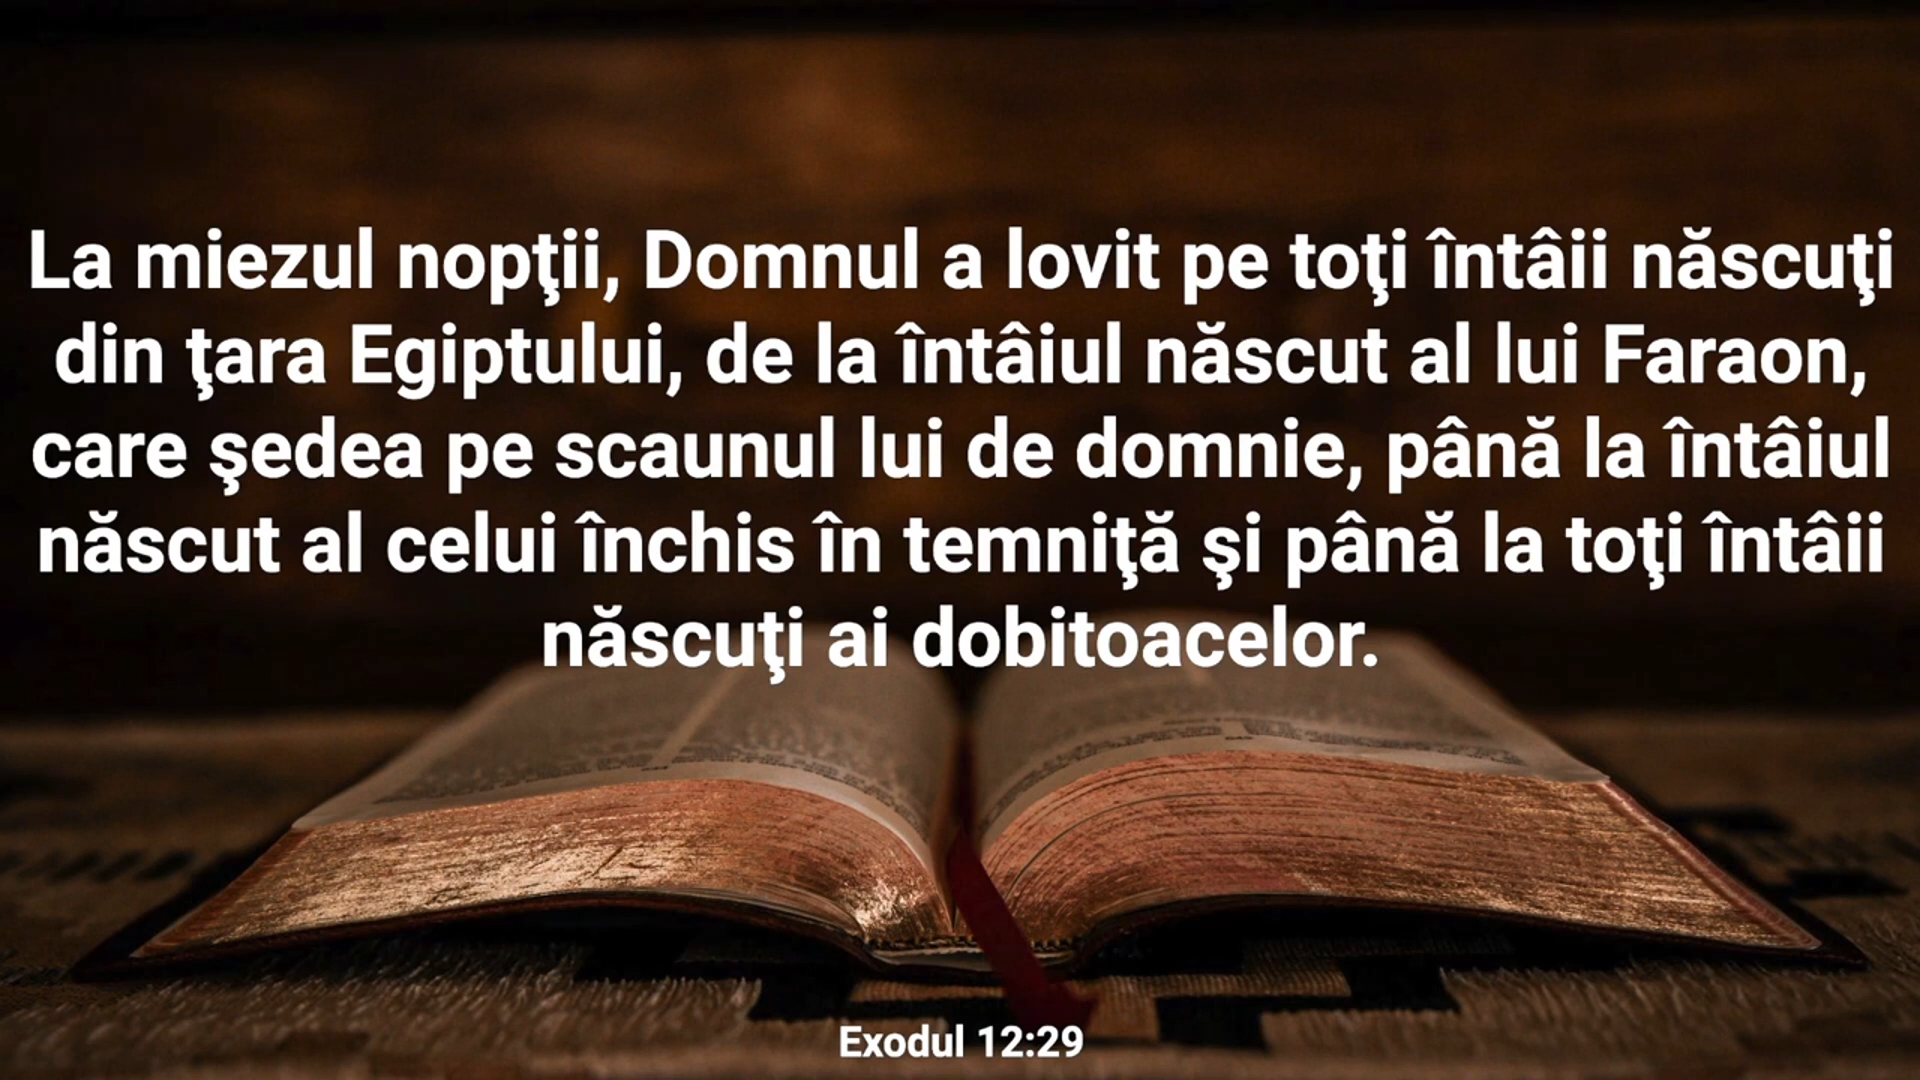 La miezul nopţii, Domnul a lovit pe toţi întâii născuţi
din ţara Egiptului, de la întâiul născut al lui Faraon,
care şedea pe scaunul lui de domnie, până la întâiul
născut al celui închis în temniţă şi până la toţi întâii
născuţi ai dobitoacelor.
Exodul 12:29